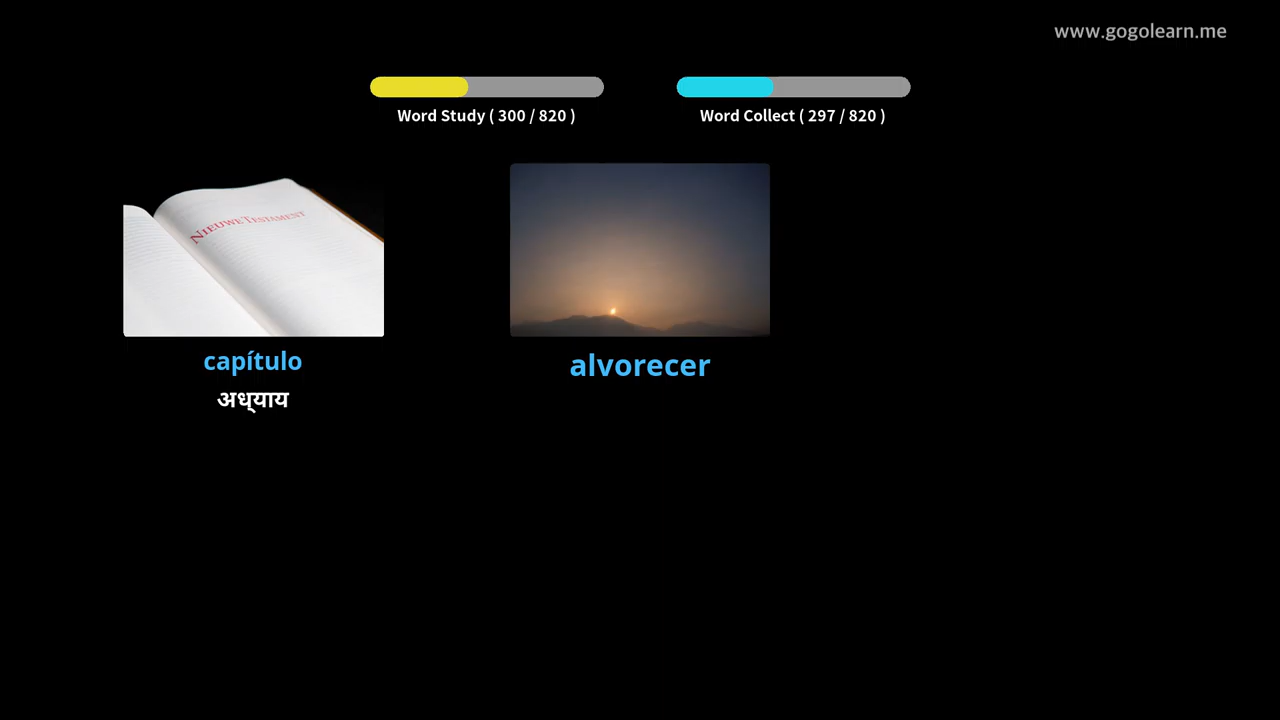 www.gogolearn.me
Word Study ( 300 / 820 )
Word Collect ( 297 / 820 )
NIEUWE TESTAMENT
capítulo
alvorecer
अध्याय